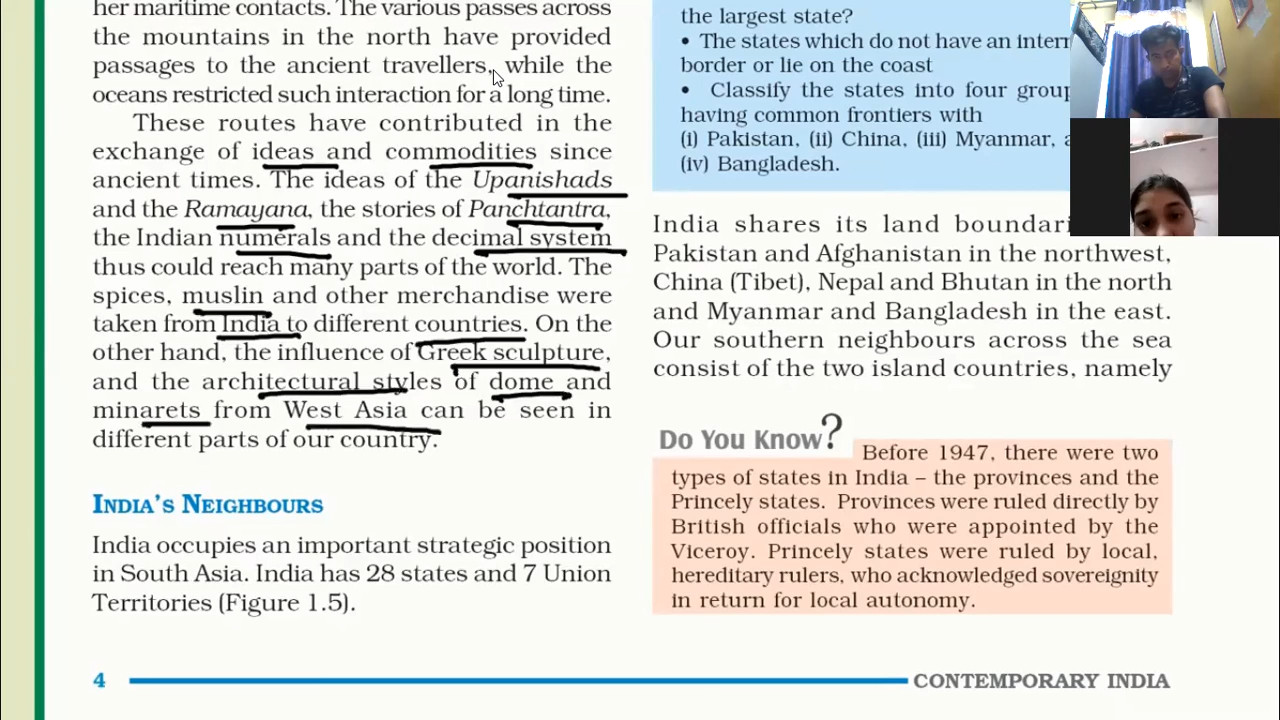 her maritime contacts. The various passes across
the mountains in the north have provided
passages to the ancient travellers, while the
oceans restricted such interaction for a long time.
These routes have contributed in the
exchange of ideas and commodities since
ancient times. The ideas of the Upanishads
and the Ramayana, the stories of Panchtantra,
the Indian numerals and the decimal system
thus could reach many parts of the world. The
spices, muslin and other merchandise were
taken from India to different countries. On the
other hand, the influence of Greek sculpture,
and the architectural styles of dome and
minarets from West Asia can be seen in
different parts of our country.
INDIA'S NEIGHBOURS
India occupies an important strategic position
in South Asia. India has 28 states and 7 Union
Territories (Figure 1.5).
the largest state?
• The states which do not have an
border or lie on the coast
• Classify the states into four
having common frontiers with
(i) Pakistan, (ii) China, (iii) Myanmar,
(iv) Bangladesh.
India shares its land
Pakistan and Afghanistan in the northwest,
China (Tibet), Nepal and Bhutan in the north
and Myanmar and Bangladesh in the east.
Our southern neighbours across the sea
consist of the two island countries, namely
Do You Know?
Before 1947, there were two
types of states in India – the provinces and the
Princely states. Provinces were ruled directly by
British officials who were appointed by the
Viceroy. Princely states were ruled by local,
hereditary rulers, who acknowledged sovereignty
in return for local autonomy.
4
CONTEMPORARY INDIA